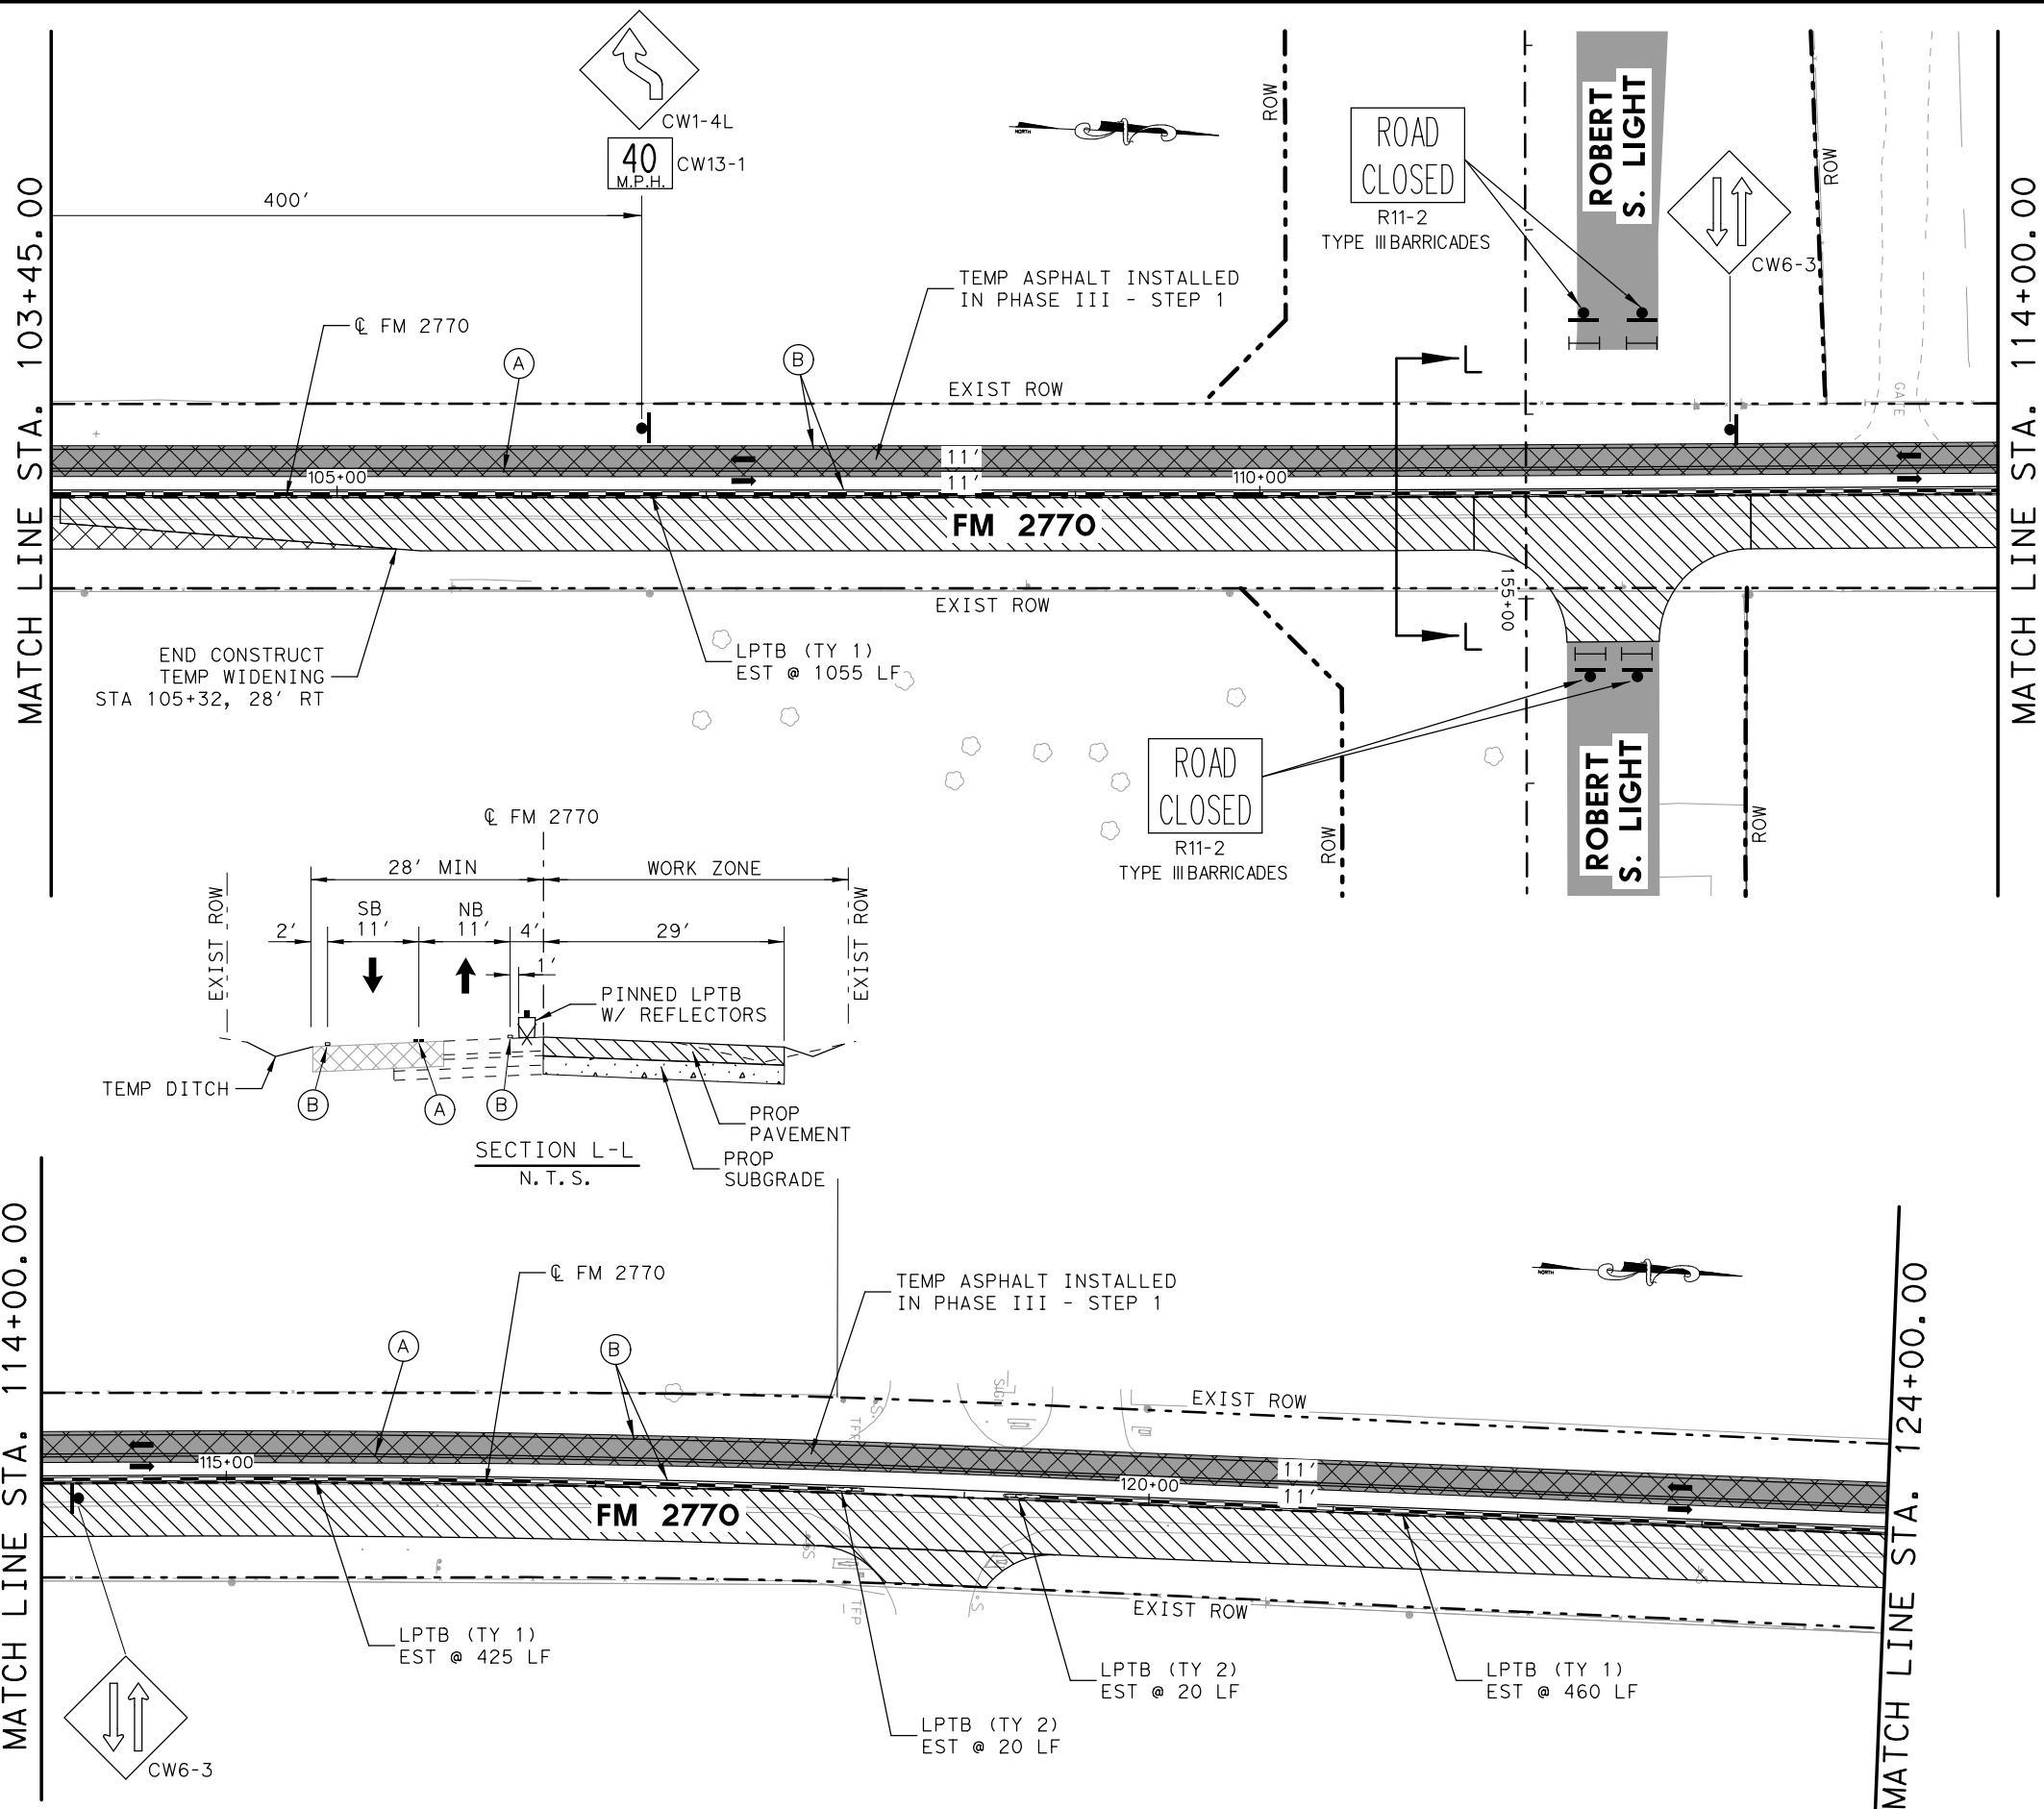 CW1-4L
40
M.P.H.
CW13-1
400'
NORTH
ROW
ROAD
CLOSED
R11-2
TYPE III BARRICADES
ROBERT
S. LIGHT
ROW
CW6-3
MATCH LINE STA. 103+45.00
MATCH LINE STA. 114+00.00
TEMP ASPHALT INSTALLED
IN PHASE III - STEP 1
℄ FM 2770
A
B
EXIST ROW
GATE
11'
11'
105+00
110+00
FM 2770
EXIST ROW
155+00
END CONSTRUCT
TEMP WIDENING
STA 105+32, 28' RT
LPTB (TY 1)
EST @ 1055 LF
ROAD
CLOSED
R11-2
TYPE III BARRICADES
ROW
ROBERT
S. LIGHT
ROW
℄ FM 2770
28' MIN
WORK ZONE
EXIST ROW
SB
NB
2'
11'
11'
4'
29'
1'
EXIST ROW
PINNED LPTB
W/ REFLECTORS
TEMP DITCH
B
A
B
PROP
PAVEMENT
PROP
SUBGRADE
SECTION L-L
N.T.S.
MATCH LINE STA. 114+00.00
MATCH LINE STA. 124+00.00
℄ FM 2770
TEMP ASPHALT INSTALLED
IN PHASE III - STEP 1
NORTH
A
B
SIGN
EXIST ROW
115+00
120+00
11'
11'
FM 2770
TFP
EXIST ROW
LPTB (TY 1)
EST @ 425 LF
LPTB (TY 2)
EST @ 20 LF
LPTB (TY 1)
EST @ 460 LF
LPTB (TY 2)
EST @ 20 LF
CW6-3